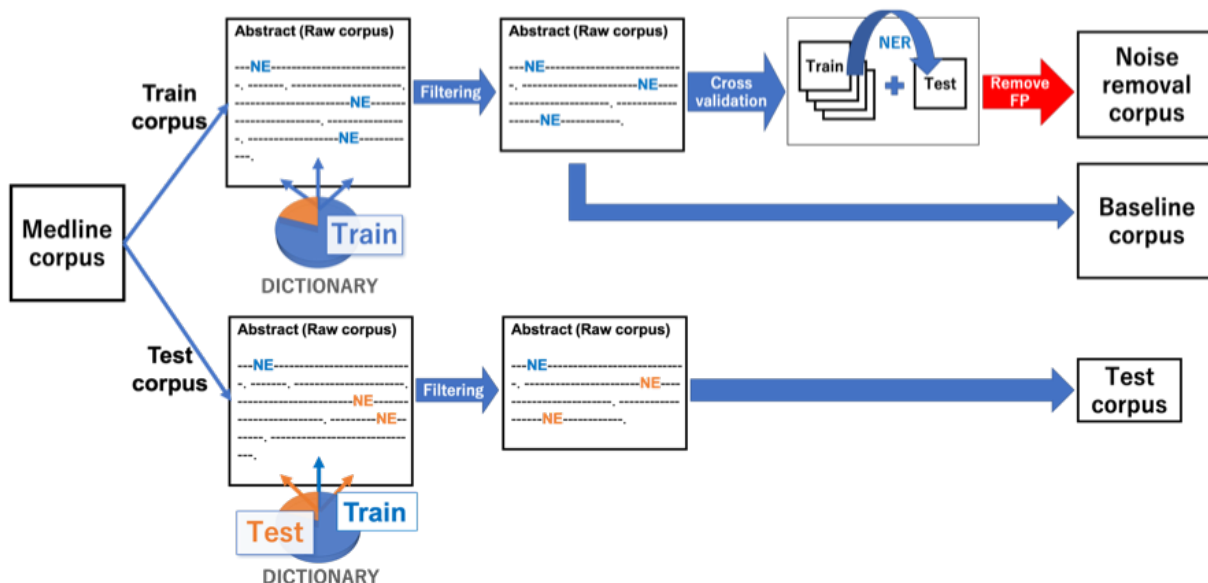 Medline
corpus
Train
corpus
Abstract (Raw corpus)
---NE------------------------------
-, -------, ---------------------.
------------------------NE------
------------------, --------------
-, ---------------------NE------
---.
Train
DICTIONARY
Filtering
Abstract (Raw corpus)
---NE------------------------------
-, -----------------------NE----
----------------------, ------------
------NE------------.
Cross
validation
Train
NER
Test
Remove
FP
Noise
removal
corpus
Baseline
corpus
Test
corpus
Abstract (Raw corpus)
---NE------------------------------
-. -------, ------------------------.
------------------------NE------
------------------, -----------NE--
------, ----------------------------
---.
Test
Train
DICTIONARY
Filtering
Abstract (Raw corpus)
---NE------------------------------
-, -----------------------NE----
----------------------, ------------
------NE------------.
Test
corpus